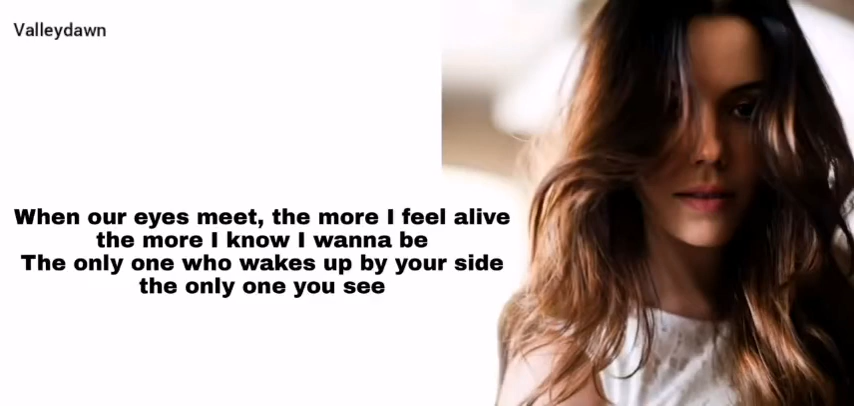 Valleydawn
When our eyes meet, the more I feel alive
the more I know I wanna be
The only one who wakes up by your side
the only one you see